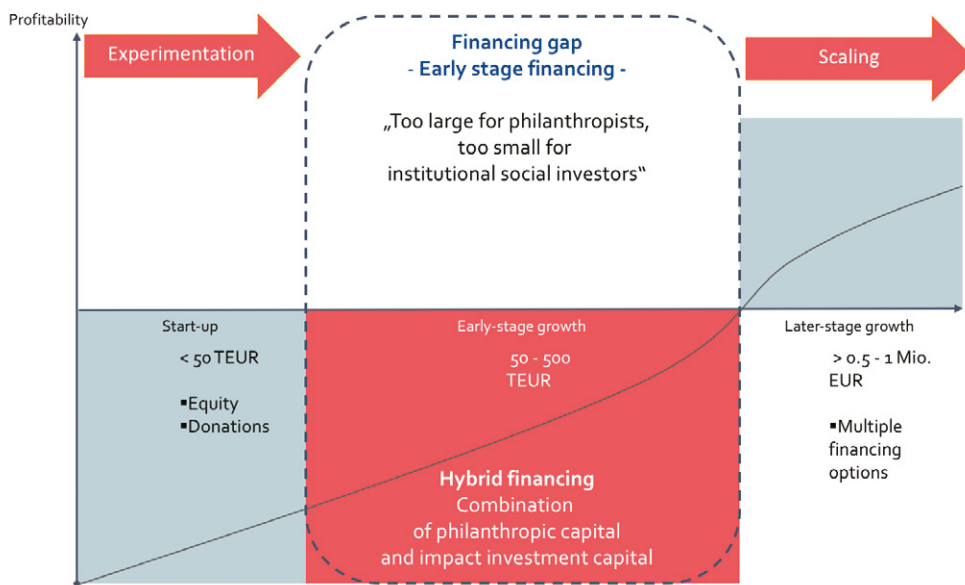 Profitability
Experimentation
Financing gap
- Early stage financing -
„Too large for philanthropists,
too small for
institutional social investors“
Scaling
Start-up
< 50 TEUR
▪Equity
▪Donations
Early-stage growth
50 - 500
TEUR
Hybrid financing
Combination
of philanthropic capital
and impact investment capital
Later-stage growth
> 0.5 - 1 Mio.
EUR
▪Multiple
financing
options